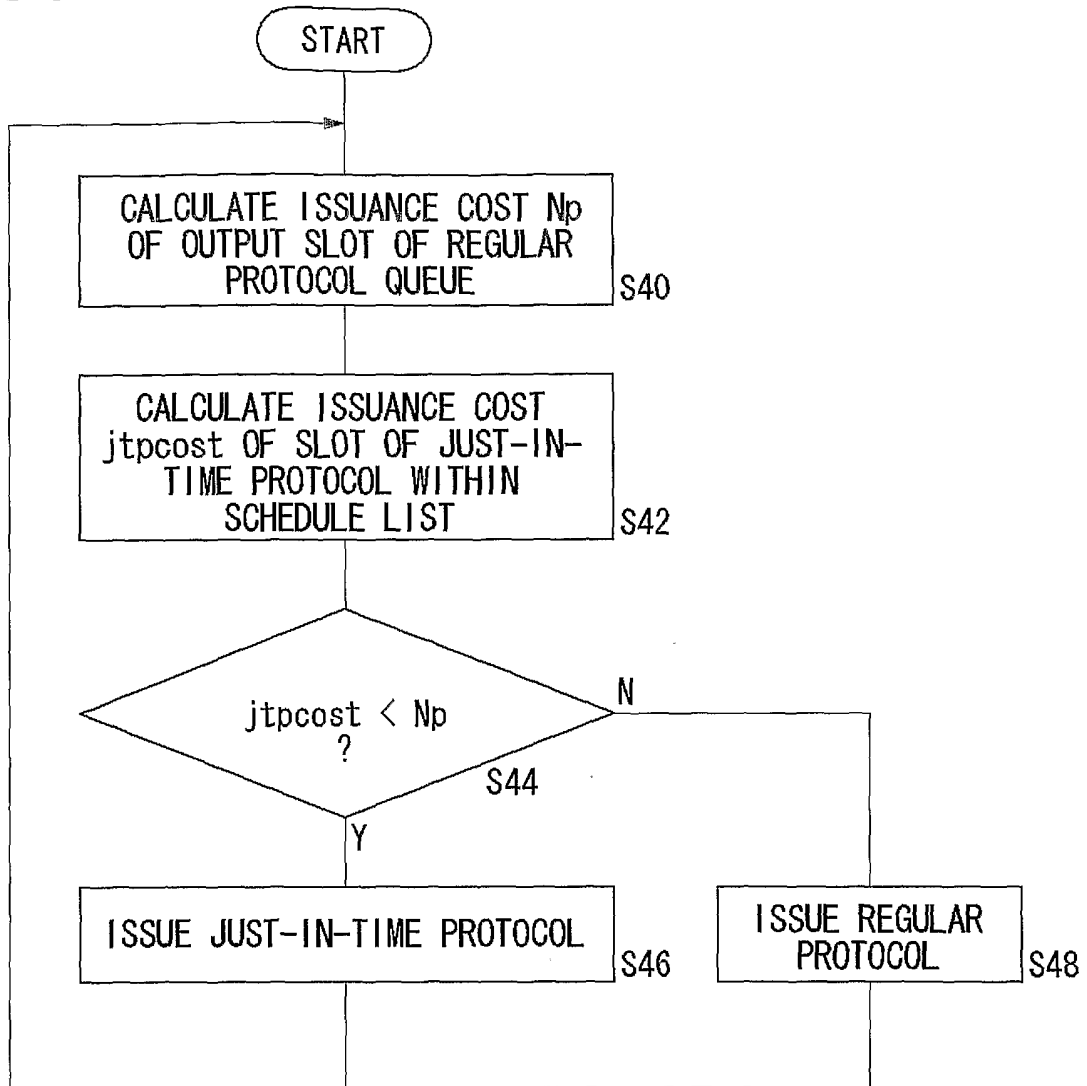 START
CALCULATE ISSUANCE COST Np
OF OUTPUT SLOT OF REGULAR
PROTOCOL QUEUE
S40
CALCULATE ISSUANCE COST
jtpcost OF SLOT OF JUST-IN-
TIME PROTOCOL WITHIN
SCHEDULE LIST
S42
jtpcost < Np
?
N
S44
Y
ISSUE JUST-IN-TIME PROTOCOL
S46
ISSUE REGULAR
PROTOCOL
S48